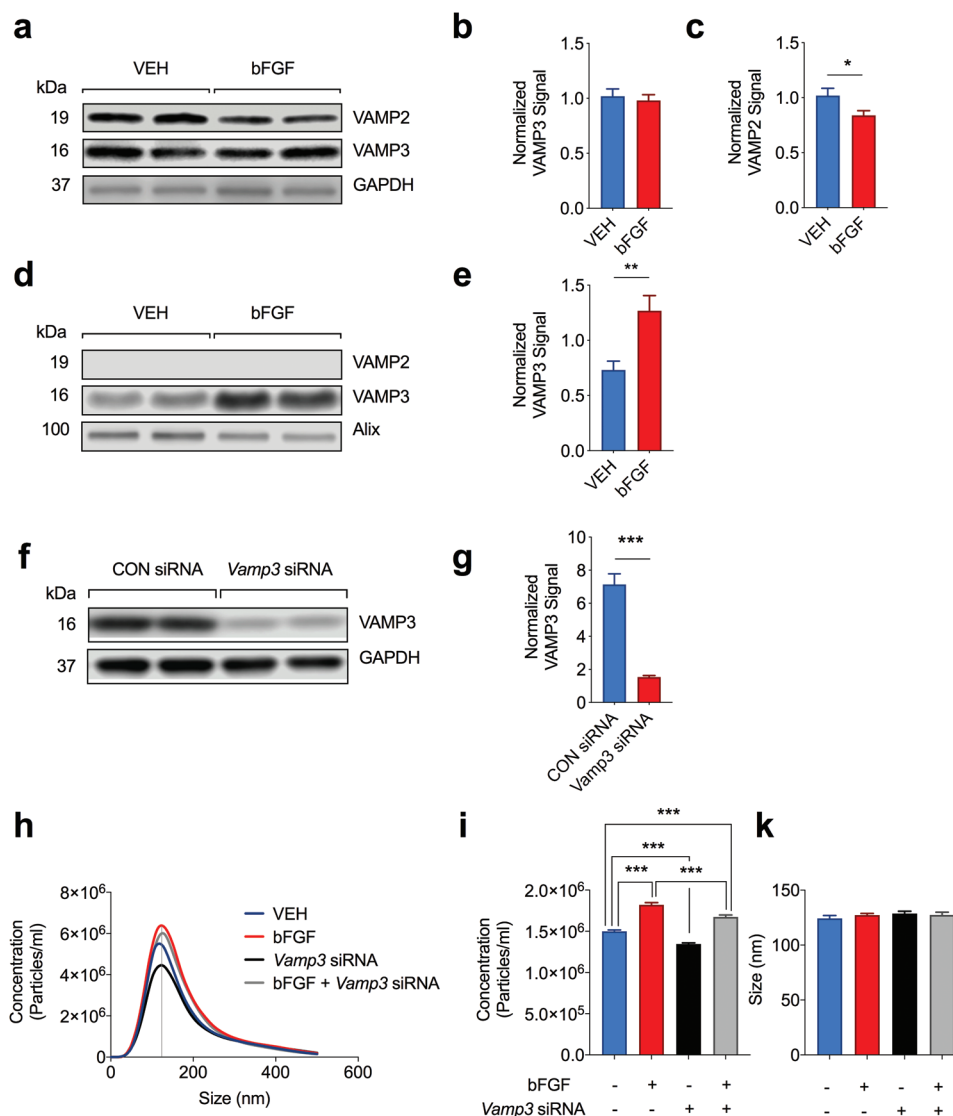 a
kDa
VEH
bFGF
19
VAMP2
16
VAMP3
37
GAPDH
b
Normalized
VAMP3 Signal
1.5
1.0
0.5
0.0
VEH
bFGF
c
Normalized
VAMP2 Signal
1.5
1.0
0.5
0.0
*
VEH
bFGF
d
kDa
VEH
bFGF
19
VAMP2
16
VAMP3
100
Alix
e
Normalized
VAMP3 Signal
1.5
1.0
0.5
0.0
**
VEH
bFGF
f
kDa
CON siRNA
Vamp3 siRNA
16
VAMP3
37
GAPDH
g
Normalized
VAMP3 Signal
10
8
6
4
2
0
***
CON siRNA
Vamp3 siRNA
h
Concentration
(Particles/ml)
8×10⁶
6×10⁶
4×10⁶
2×10⁶
0
0
200
400
600
Size (nm)
VEH
bFGF
Vamp3 siRNA
bFGF + Vamp3 siRNA
i
Concentration
(Particles/ml)
2.0×10⁶
1.5×10⁶
1.0×10⁶
5.0×10⁵
0.0
***
***
***
***
bFGF
- + - +
Vamp3 siRNA
- - + +
k
Size (nm)
150
100
50
0
- + - +
- - + +